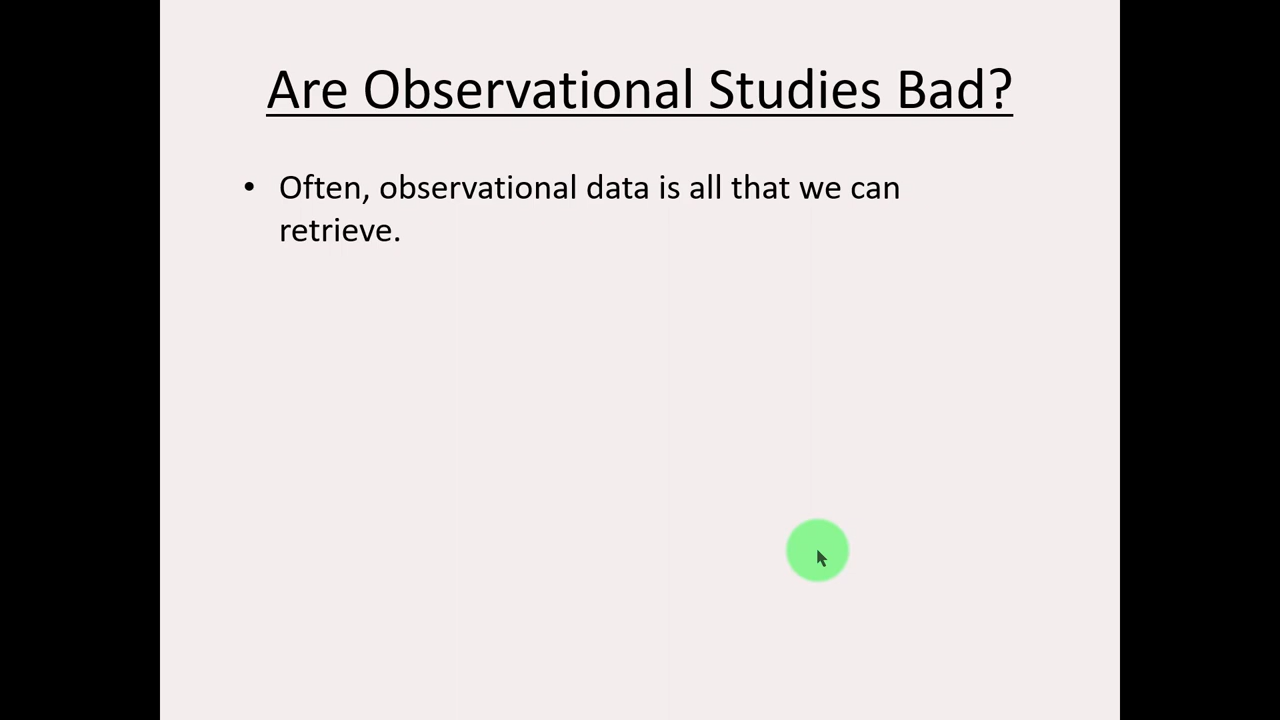 Are Observational Studies Bad?
• Often, observational data is all that we can
retrieve.